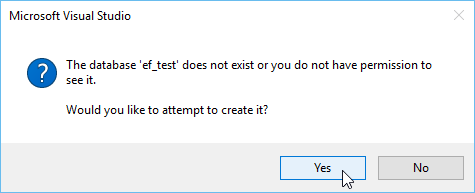 Microsoft Visual Studio
The database 'ef_test' does not exist or you do not have permission to
see it.
Would you like to attempt to create it?
Yes
No